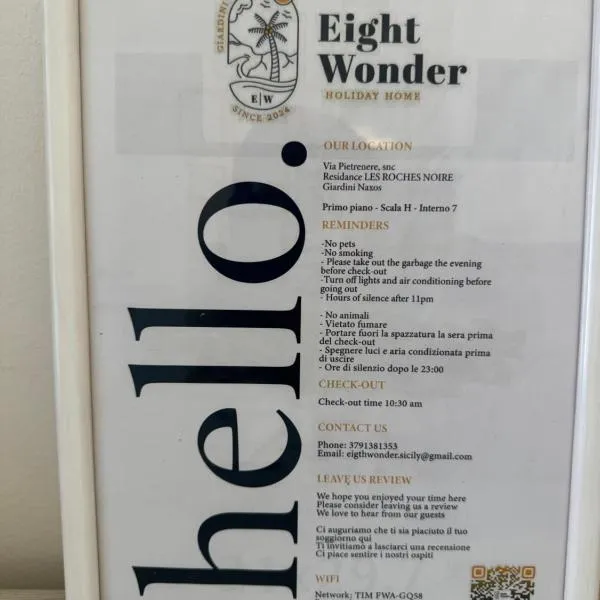 GIARDINI
E|W
SINCE 2024
Eight
Wonder
HOLIDAY HOME
hello.
OUR LOCATION
Via Pietrenere, snc
Residance LES ROCHES NOIRE
Giardini Naxos
Primo piano - Scala H - Interno 7
REMINDERS
-No pets
-No smoking
- Please take out the garbage the evening
before check-out
-Turn off lights and air conditioning before
going out
- Hours of silence after 11pm
- No animali
- Vietato fumare
- Portare fuori la spazzatura la sera prima
del check-out
- Spegnere luci e aria condizionata prima
di uscire
- Ore di silenzio dopo le 23:00
CHECK-OUT
Check-out time 10:30 am
CONTACT US
Phone: 3791381353
Email: eigthwonder.sicily@gmail.com
LEAVE US REVIEW
We hope you enjoyed your time here
Please consider leaving us a review
We love to hear from our guests
Ci auguriamo che ti sia piaciuto il tuo
soggiorno qui
Ti invitiamo a lasciarci una recensione
Ci piace sentire i nostri ospiti
WIFI
Network: TIM FWA-GQ58